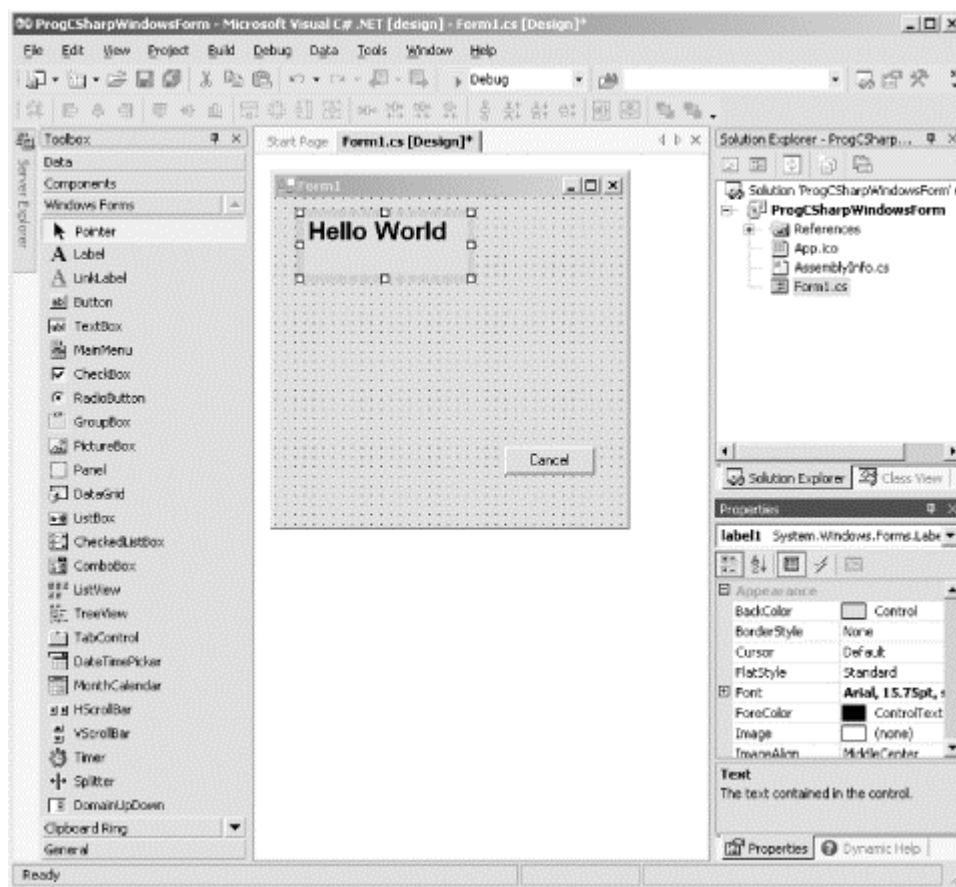 ProgCSharpWindowsForm - Microsoft Visual C# .NET [design] - Form1.cs [Design]*
File Edit View Project Build Debug Data Tools Window Help
Debug
Server Explorer
Toolbox
Data
Components
Windows Forms
Pointer
Label
LinkLabel
Button
TextBox
MainMenu
CheckBox
RadioButton
GroupBox
PictureBox
Panel
DataGrid
ListBox
CheckedListBox
ComboBox
ListView
TreeView
TabControl
DateTimePicker
MonthCalendar
HScrollBar
VScrollBar
Timer
Splitter
DomainUpDown
Clipboard Ring
General
Start Page Form1.cs [Design]*
Form1
Hello World
Cancel
Solution Explorer - ProgCSharp...
Solution 'ProgCSharpWindowsForm' (
ProgCSharpWindowsForm
References
App.ico
AssemblyInfo.cs
Form1.cs
Solution Explorer Class View
Properties
label1 System.Windows.Forms.Labe
Appearance
BackColor Control
BorderStyle None
Cursor Default
FlatStyle Standard
Font Arial, 15.75pt, s
ForeColor ControlText
Image (none)
ImageAlign MiddleCenter
Text
The text contained in the control.
Properties Dynamic Help
Ready